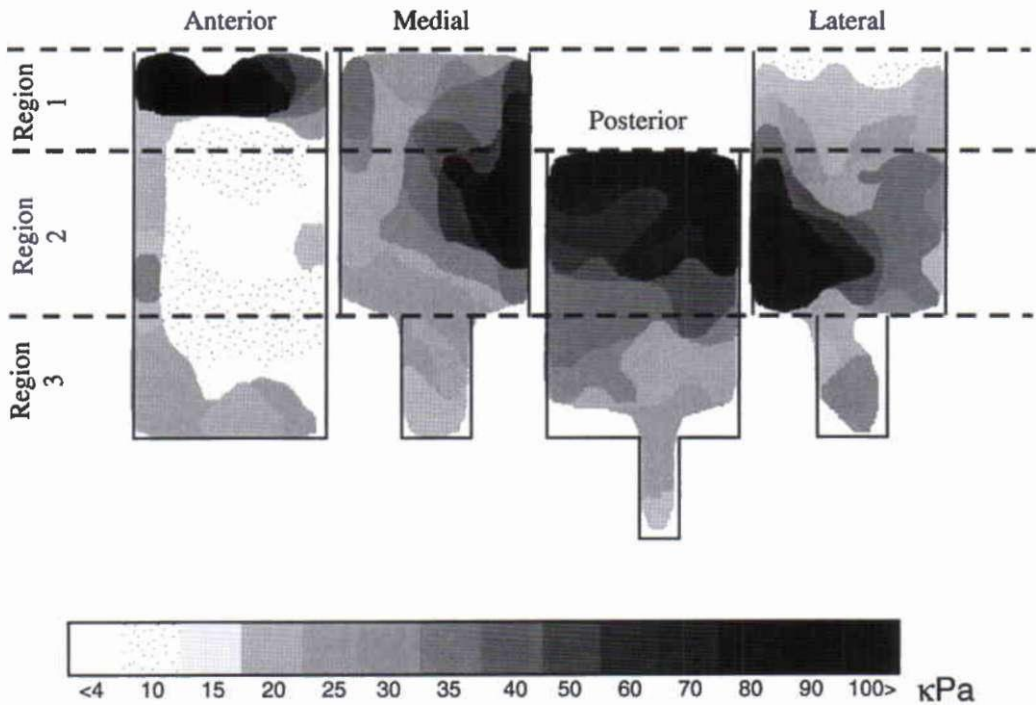 Anterior Medial Lateral
Posterior
Region 1
Region 2
Region 3
<4 10 15 20 25 30 35 40 50 60 70 80 90 100> κPa